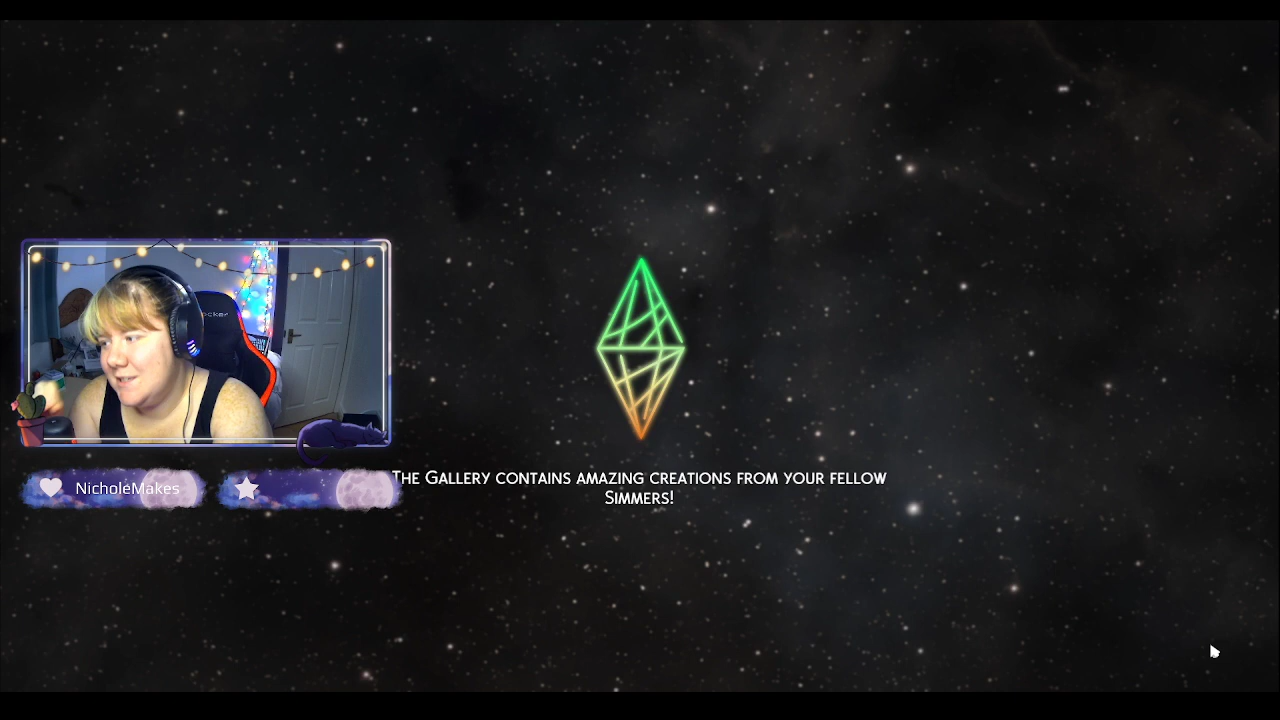 NicholeMakes
The Gallery contains amazing creations from your fellow
Simmers!